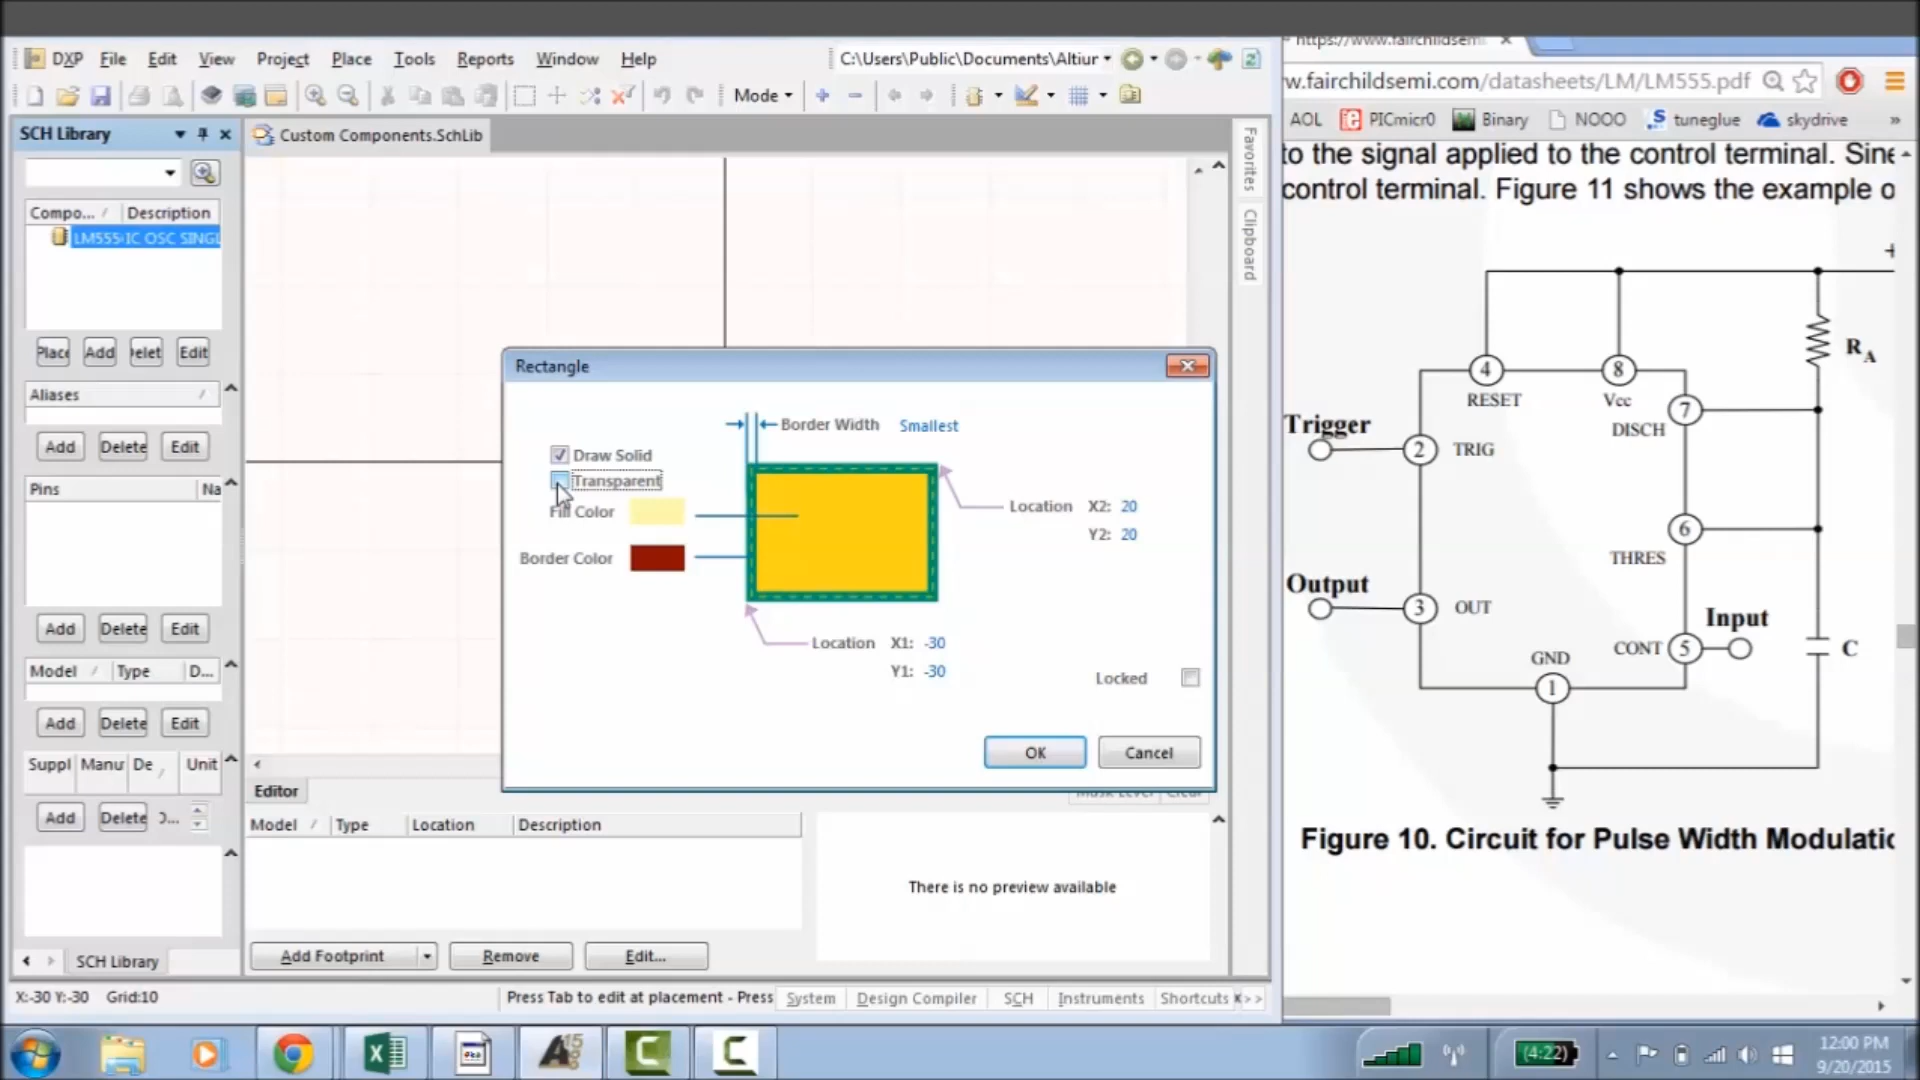 DXP File Edit View Project Place Tools Reports Window Help
C:\Users\Public\Documents\Altiur
Mode
SCH Library
Custom Components.SchLib
Compo... Description
LM555 IC OSC SINGL
Place Add Delet Edit
Aliases
Add Delete Edit
Pins Na
Add Delete Edit
Model Type D...
Add Delete Edit
Suppl Manu De Unit
Add Delete
SCH Library
Favorites
Clipboard
Rectangle
Border Width Smallest
Draw Solid
Transparent
Fill Color
Border Color
Location X2: 20
Y2: 20
Location X1: -30
Y1: -30
Locked
OK Cancel
Editor
Mask Level Clear
Model Type Location Description
There is no preview available
Add Footprint Remove Edit...
X:-30 Y:-30 Grid:10
Press Tab to edit at placement - Press
System Design Compiler SCH Instruments Shortcuts >>
https://www.fairchildsemi
w.fairchildsemi.com/datasheets/LM/LM555.pdf
AOL PICmicr0 Binary NOOO tuneglue skydrive »
to the signal applied to the control terminal. Sine
control terminal. Figure 11 shows the example o
+
4 8
RESET Vcc
RA
7
DISCH
Trigger
2 TRIG
6
THRES
Output
3 OUT
Input
CONT 5
C
GND
1
Figure 10. Circuit for Pulse Width Modulatio
(4:22)
12:00 PM
9/20/2015